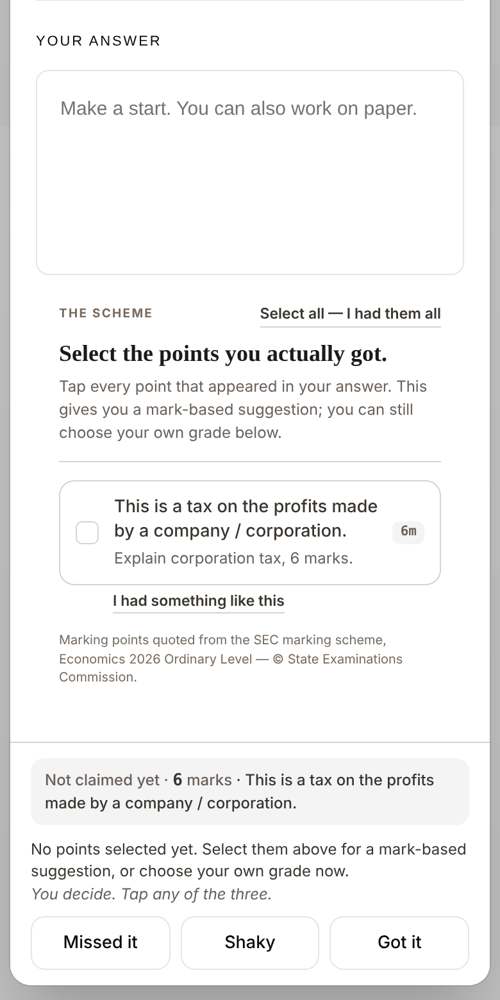 YOUR ANSWER
Make a start. You can also work on paper.
THE SCHEME
Select all — I had them all
Select the points you actually got.
Tap every point that appeared in your answer. This
gives you a mark-based suggestion; you can still
choose your own grade below.
This is a tax on the profits made
by a company / corporation.
6m
Explain corporation tax, 6 marks.
I had something like this
Marking points quoted from the SEC marking scheme,
Economics 2026 Ordinary Level — © State Examinations
Commission.
Not claimed yet · 6 marks · This is a tax on the profits
made by a company / corporation.
No points selected yet. Select them above for a mark-based
suggestion, or choose your own grade now.
You decide. Tap any of the three.
Missed it
Shaky
Got it